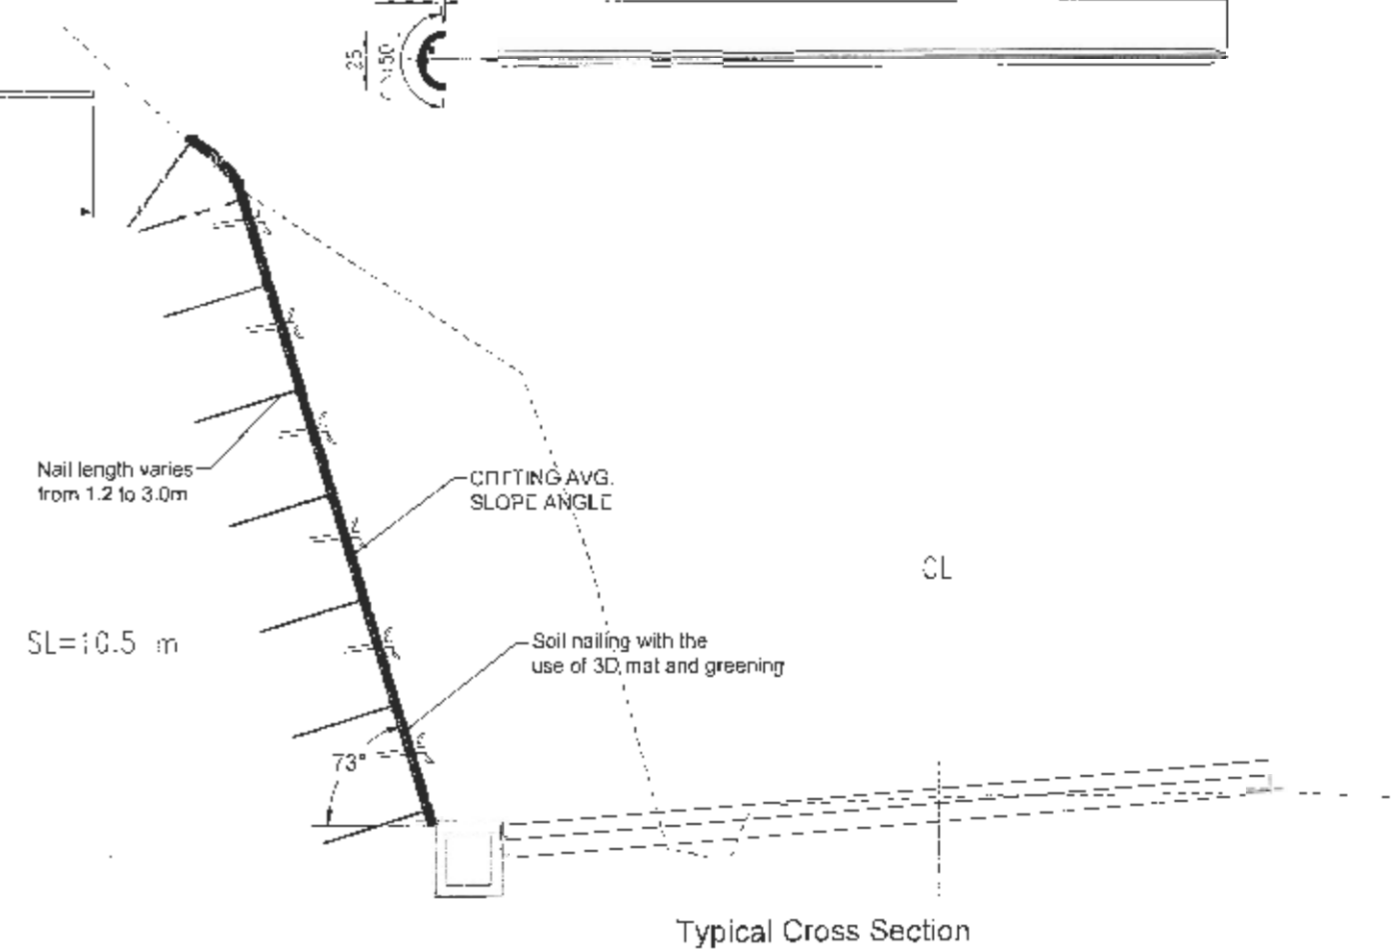 25
Nail length varies
from 1.2 to 3.0m
CUTTING AVG.
SLOPE ANGLE
SL=10.5 m
CL
Soil nailing with the
use of 3D mat and greening
73°
Typical Cross Section